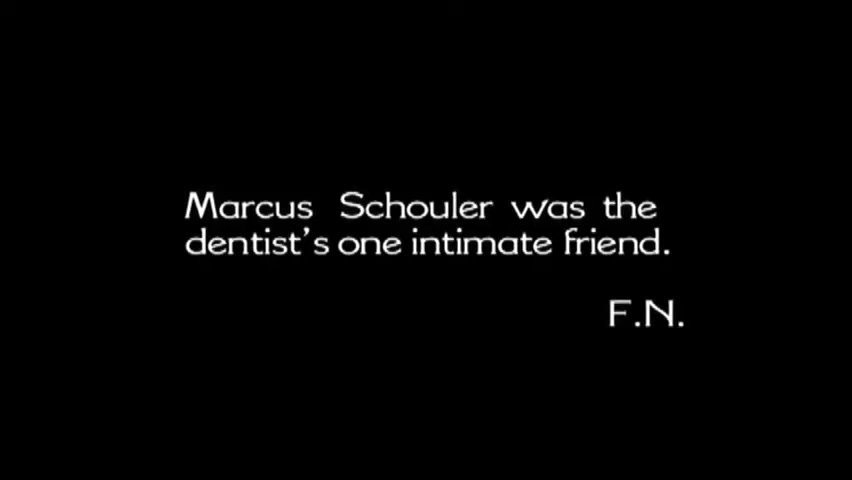 Marcus Schouler was the
dentist's one intimate friend.
F.N.